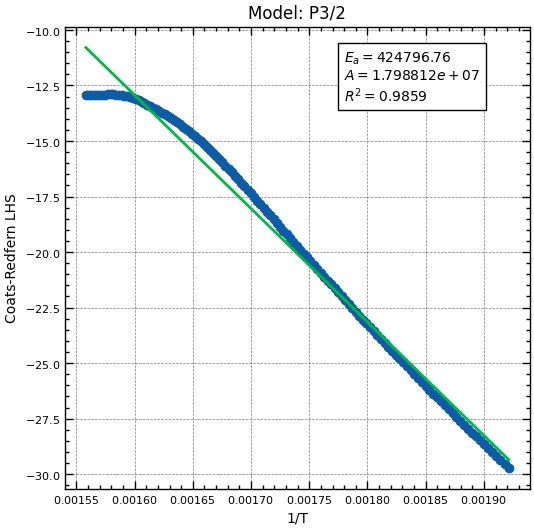 Model: P3/2
−10.0
−12.5
−15.0
−17.5
−20.0
−22.5
−25.0
−27.5
−30.0
Coats-Redfern LHS
E_a = 424796.76
A = 1.798812e + 07
R² = 0.9859
0.00155 0.00160 0.00165 0.00170 0.00175 0.00180 0.00185 0.00190
1/T